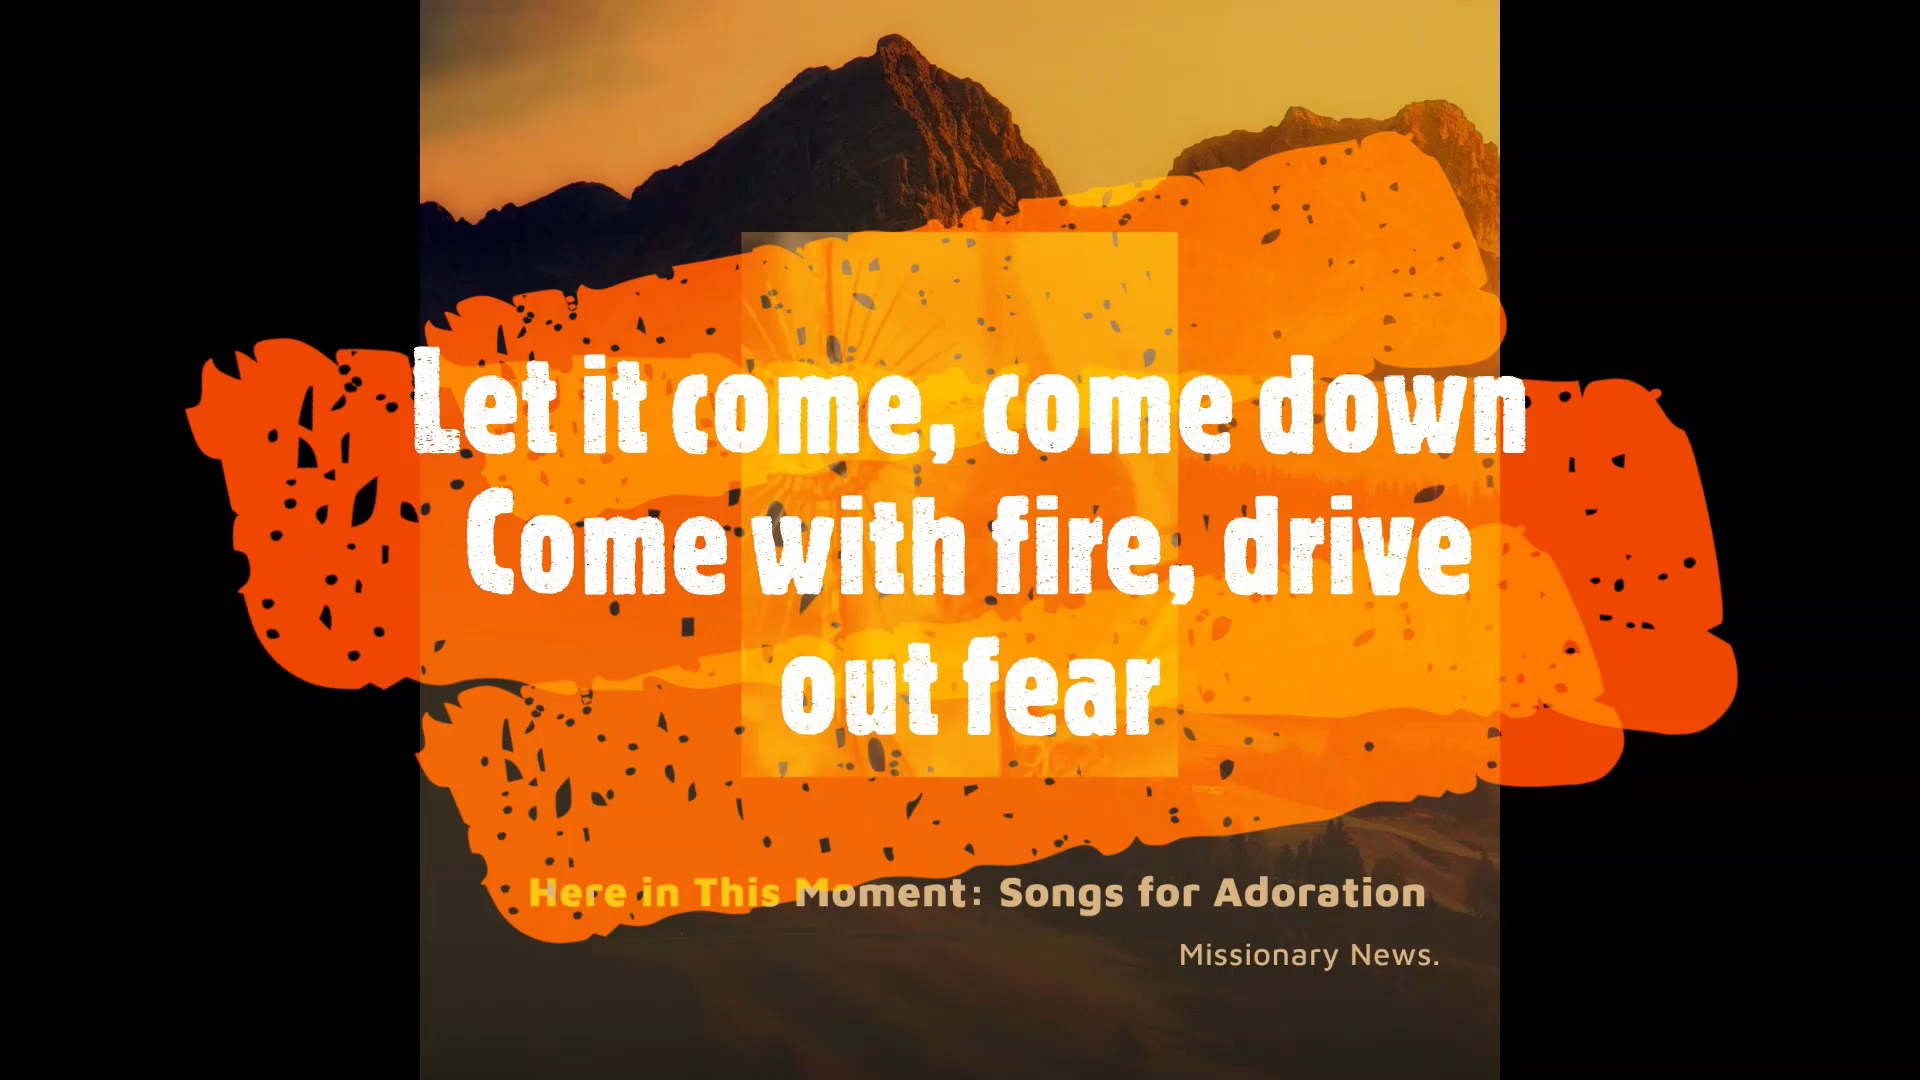 Let it come, come down
Come with fire, drive
out fear
Here in This Moment: Songs for Adoration
Missionary News.